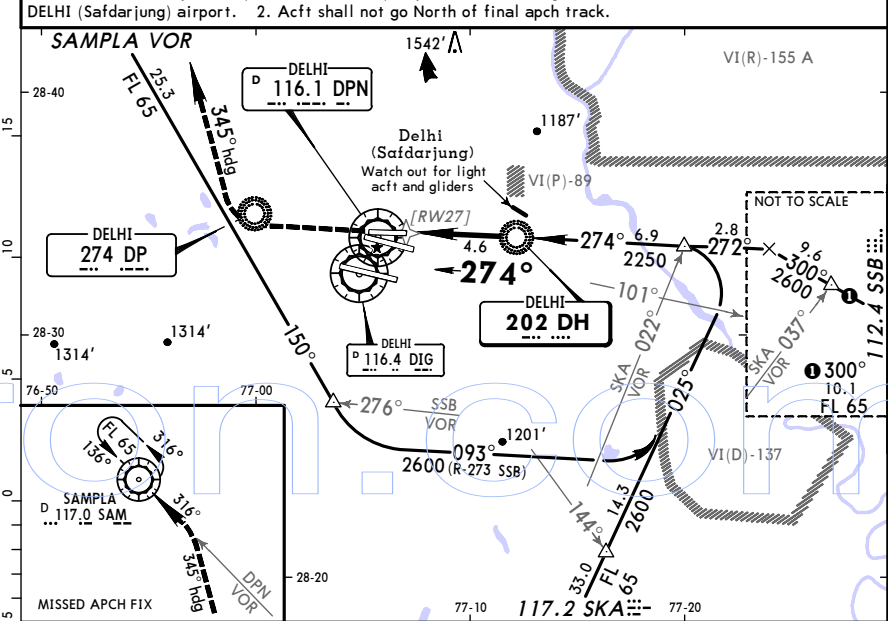 DELHI (Safdarjung) airport. 2. Acft shall not go North of final apch track.
SAMPLA VOR
25.3
FL 65
345° hdg
1542'
VI(R)-155 A
28-40
DELHI
D 116.1 DPN
15
1187'
Delhi
(Safdarjung)
Watch out for light
acft and gliders
VI(P)-89
NOT TO SCALE
[RW27]
4.6
274°
6.9
2250
2.8
272°
9.6
300°
2600
1
112.4 SSB
DELHI
274 DP
10
274°
101°
DELHI
202 DH
022°
SKA
VOR
037°
SKA
VOR
28-30
1314'
1314'
150°
DELHI
D 116.4 DIG
1 300°
10.1
FL 65
5
76-50
77-00
276°
SSB
VOR
025°
1201'
093°
2600 (R-273 SSB)
VI(D)-137
on.com
FL 65
136°
316°
SAMPLA
D 117.0 SAM
316°
345° hdg
DPN
VOR
MISSED APCH FIX
0
5
144°
14.3
2600
33.0
FL
65
28-20
77-10
117.2 SKA
77-20